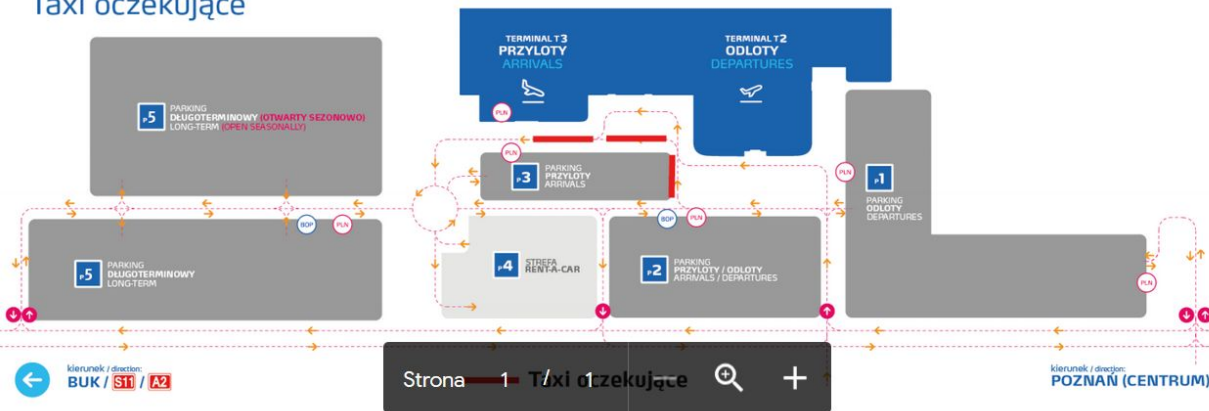 Taxi oczekujące
TERMINAL T3
PRZYLOTY
ARRIVALS
TERMINAL T2
ODLOTY
DEPARTURES
P5
PARKING
DŁUGOTERMINOWY (OTWARTY SEZONOWO)
LONG-TERM (OPEN SEASONALLY)
PLN
PLN
P3
PARKING
PRZYLOTY
ARRIVALS
PLN
P1
PARKING
ODLOTY
DEPARTURES
BOP
PLN
BOP
PLN
P5
PARKING
DŁUGOTERMINOWY
LONG-TERM
P4
STREFA
RENT-A-CAR
P2
PARKING
PRZYLOTY / ODLOTY
ARRIVALS / DEPARTURES
PLN
kierunek / direction:
BUK / S11 / A2
Strona 1 / 1
Taxi oczekujące
kierunek / direction:
POZNAŃ (CENTRUM)